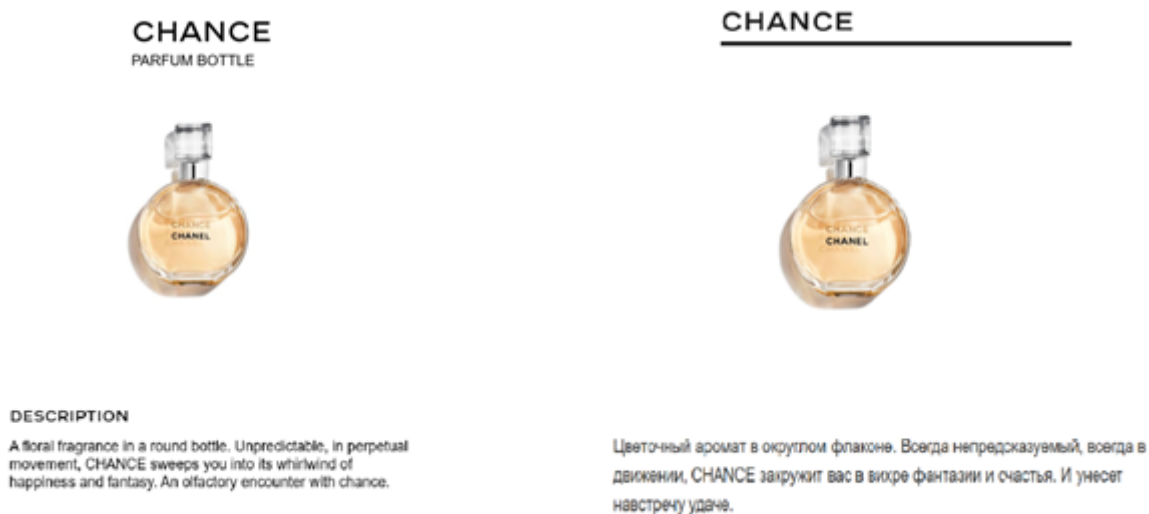 CHANCE
PARFUM BOTTLE
CHANCE
CHANEL
DESCRIPTION
A floral fragrance in a round bottle. Unpredictable, in perpetual
movement, CHANCE sweeps you into its whirlwind of
happiness and fantasy. An olfactory encounter with chance.
CHANCE
CHANCE
CHANEL
Цветочный аромат в округлом флаконе. Всегда непредсказуемый, всегда в
движении, CHANCE закружит вас в вихре фантазии и счастья. И унесет
навстречу удаче.